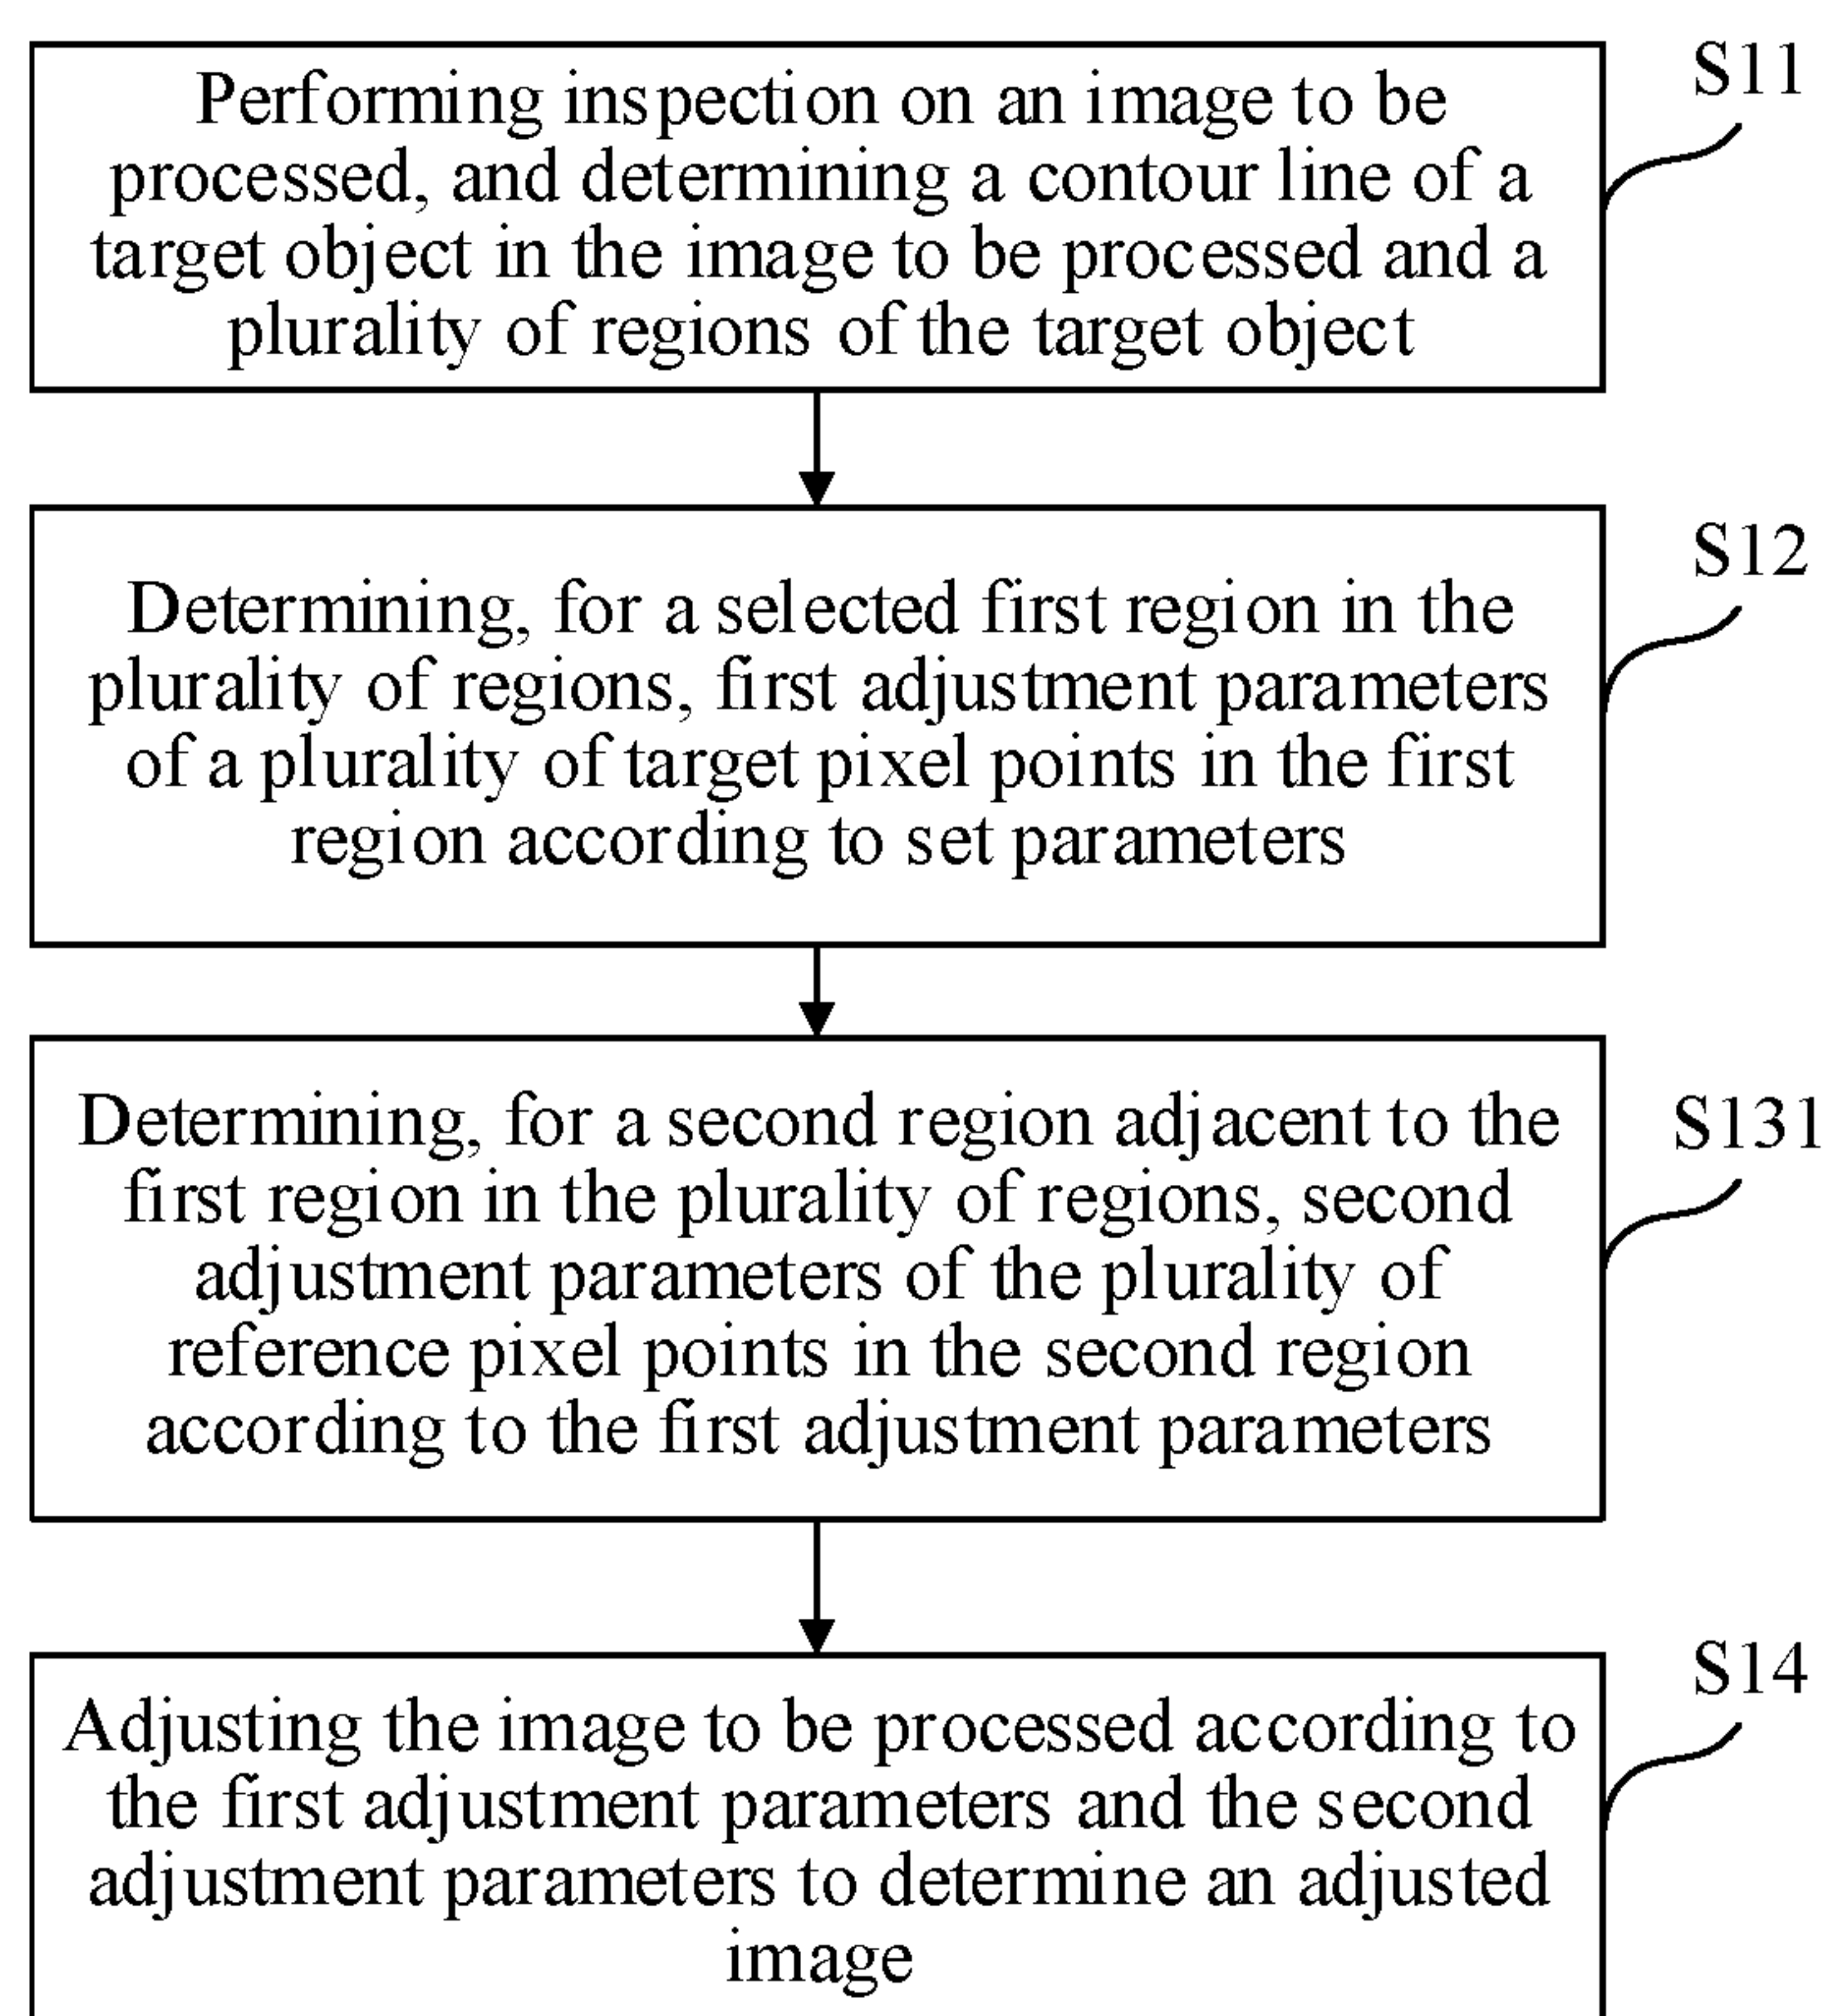 Performing inspection on an image to be
processed, and determining a contour line of a
target object in the image to be processed and a
plurality of regions of the target object
S11
Determining, for a selected first region in the
plurality of regions, first adjustment parameters
of a plurality of target pixel points in the first
region according to set parameters
S12
Determining, for a second region adjacent to the
first region in the plurality of regions, second
adjustment parameters of the plurality of
reference pixel points in the second region
according to the first adjustment parameters
S131
Adjusting the image to be processed according to
the first adjustment parameters and the second
adjustment parameters to determine an adjusted
image
S14